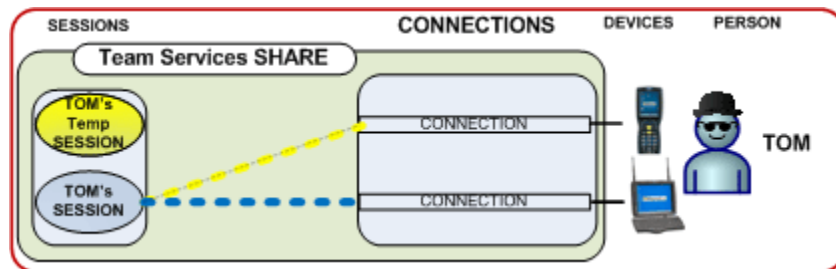 SESSIONS CONNECTIONS DEVICES PERSON
Team Services SHARE
TOM's
Temp
SESSION
CONNECTION
TOM
TOM's
SESSION
CONNECTION